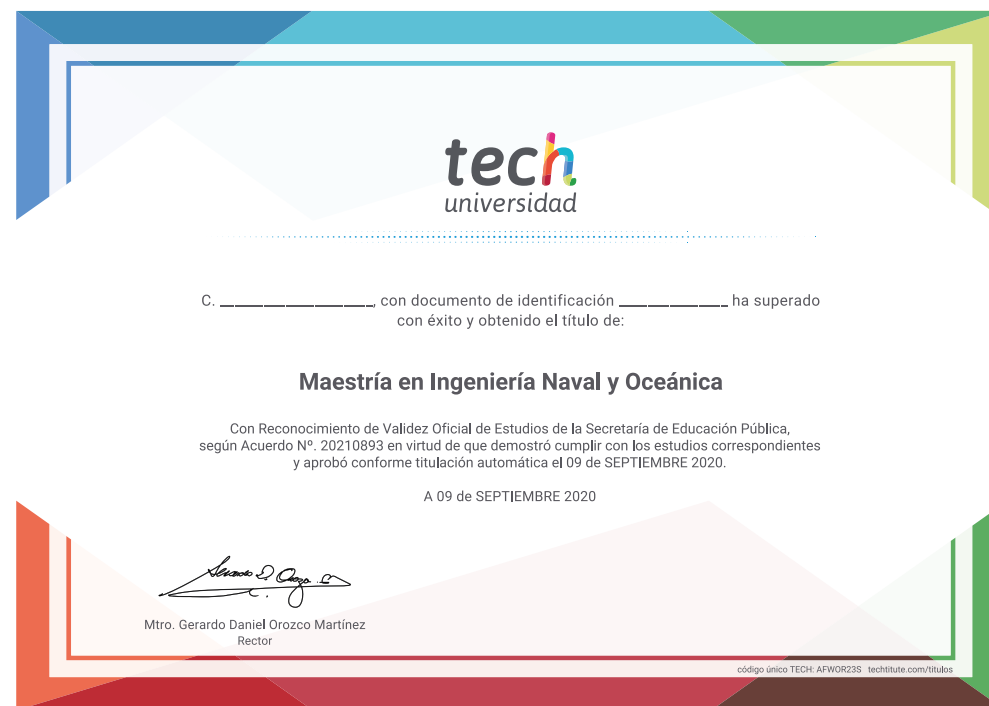 tech
universidad
C. ____________________, con documento de identificación ______________ ha superado
con éxito y obtenido el título de:
Maestría en Ingeniería Naval y Oceánica
Con Reconocimiento de Validez Oficial de Estudios de la Secretaría de Educación Pública,
según Acuerdo Nº. 20210893 en virtud de que demostró cumplir con los estudios correspondientes
y aprobó conforme titulación automática el 09 de SEPTIEMBRE 2020.
A 09 de SEPTIEMBRE 2020
Mtro. Gerardo Daniel Orozco Martínez
Rector
código único TECH: AFWOR23S techtitute.com/titulos